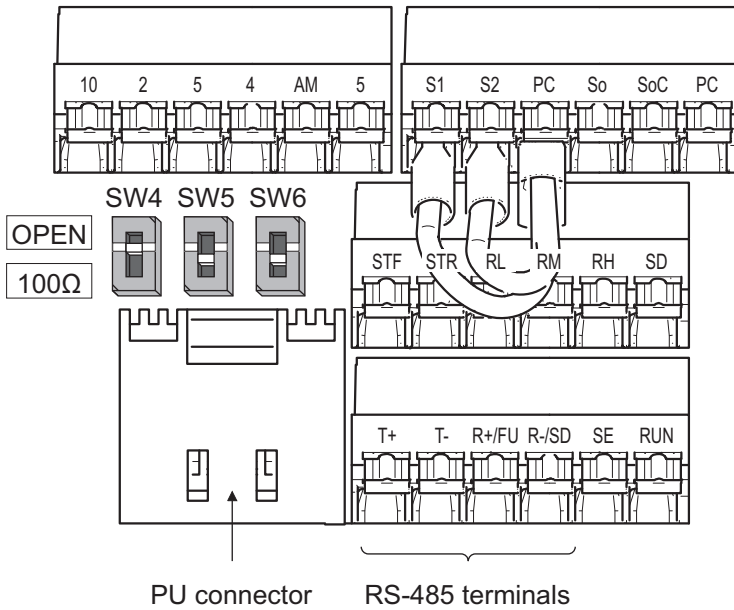 10 2 5 4 AM 5 S1 S2 PC So SoC PC
SW4 SW5 SW6
OPEN
100Ω
STF STR RL RM RH SD
T+ T- R+/FU R-/SD SE RUN
PU connector RS-485 terminals